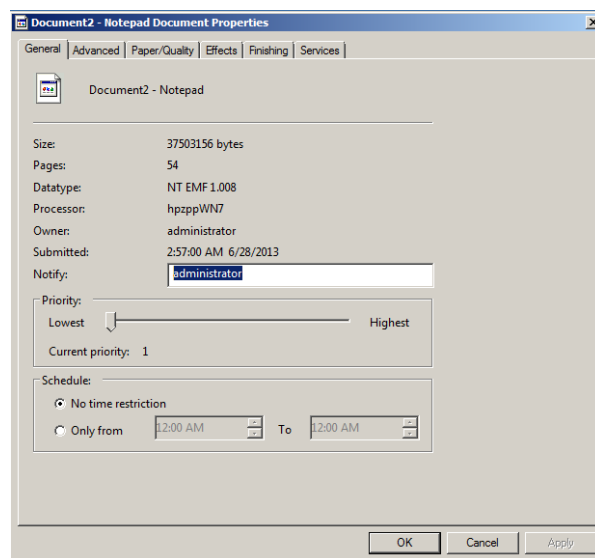 Document2 - Notepad Document Properties
General Advanced Paper/Quality Effects Finishing Services
Document2 - Notepad
Size: 37503156 bytes
Pages: 54
Datatype: NT EMF 1.008
Processor: hpzppWN7
Owner: administrator
Submitted: 2:57:00 AM 6/28/2013
Notify: administrator
Priority:
Lowest Highest
Current priority: 1
Schedule:
No time restriction
Only from 12:00 AM To 12:00 AM
OK Cancel Apply